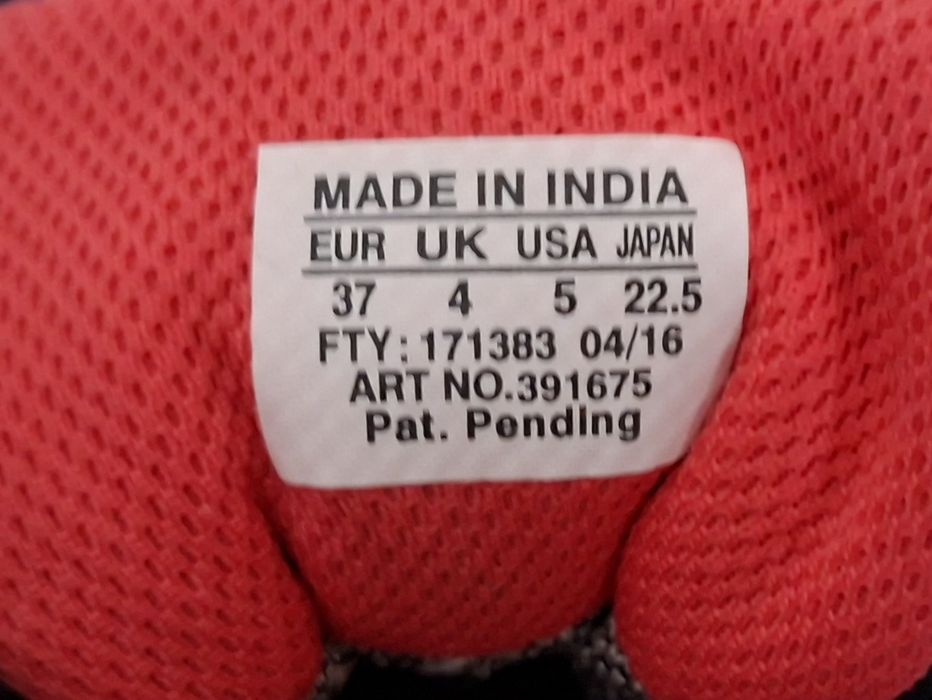 MADE IN INDIA
EUR UK USA JAPAN
37 4 5 22.5
FTY: 171383 04/16
ART NO.391675
Pat. Pending